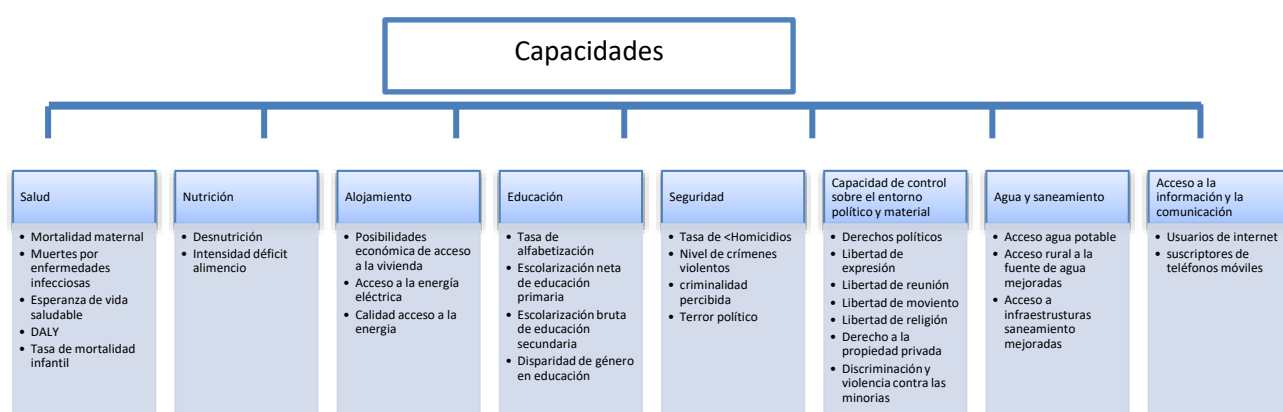 Capacidades
Salud
• Mortalidad maternal
• Muertes por
enfermedades
infecciosas
• Esperanza de vida
saludable
• DALY
• Tasa de mortalidad
infantil
Nutrición
• Desnutrición
• Intensidad déficit
alimencio
Alojamiento
• Posibilidades
económica de acceso
a la vivienda
• Acceso a la energía
eléctrica
• Calidad acceso a la
energia
Educación
• Tasa de
alfabetización
• Escolarización neta
de educación
primaria
• Escolarización bruta
de educación
secundaria
• Disparidad de género
en educación
Seguridad
• Tasa de <Homicidios
• Nivel de crímenes
violentos
• criminalidad
percibida
• Terror político
Capacidad de control
sobre el entorno
político y material
• Derechos políticos
• Libertad de
expresión
• Libertad de reunión
• Libertad de moviento
• Libertad de religión
• Derecho a la
propiedad privada
• Discriminación y
violencia contra las
minorias
Agua y saneamiento
• Acceso agua potable
• Acceso rural a la
fuente de agua
mejoradas
• Acceso a
infraestrusturas
saneamiento
mejoradas
Acceso a la
información y la
comunicación
• Usuarios de internet
• suscriptores de
teléfonos móviles